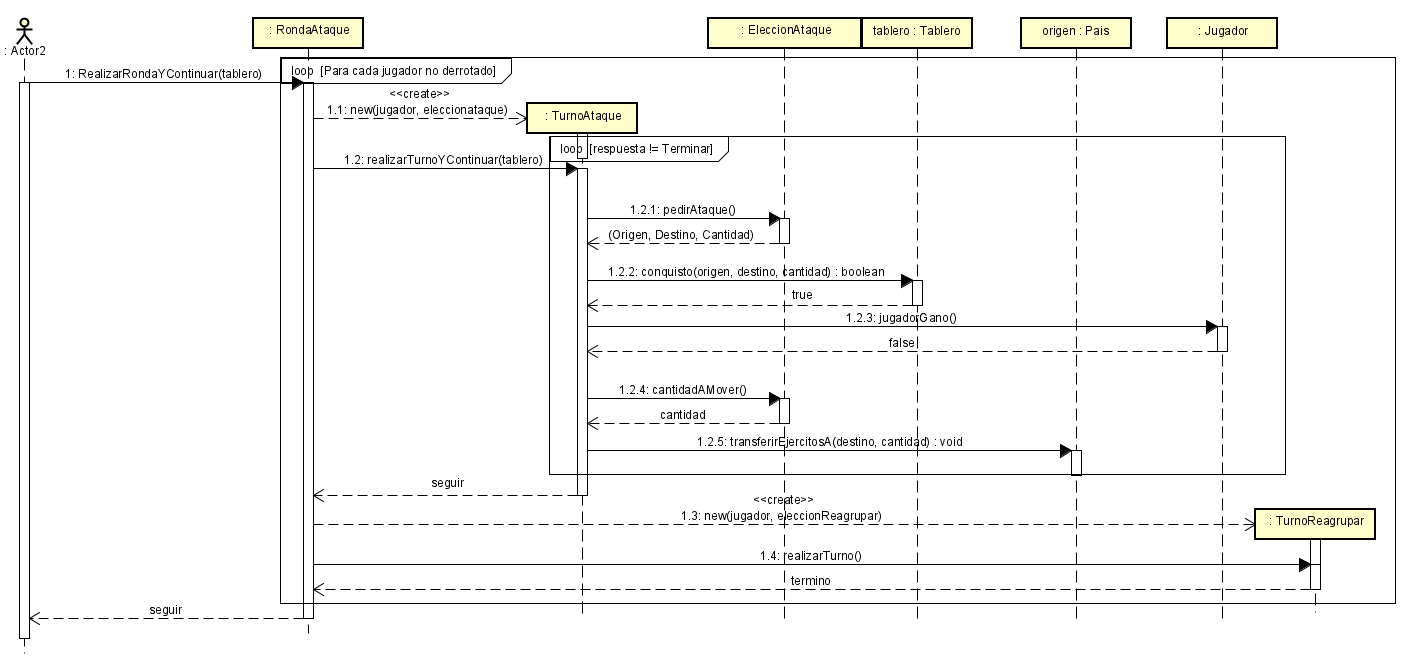 : Actor2
: RondaAtaque
: EleccionAtaque
tablero : Tablero
origen : Pais
: Jugador
loop [Para cada jugador no derrotado]
1: RealizarRondaYContinuar(tablero)
<<create>>
1.1: new(jugador, eleccionataque)
: TurnoAtaque
loop [respuesta != Terminar]
1.2: realizarTurnoYContinuar(tablero)
1.2.1: pedirAtaque()
(Origen, Destino, Cantidad)
1.2.2: conquisto(origen, destino, cantidad) : boolean
true
1.2.3: jugadorGano()
false
1.2.4: cantidadAMover()
cantidad
1.2.5: transferirEjercitosA(destino, cantidad) : void
seguir
<<create>>
1.3: new(jugador, eleccionReagrupar)
: TurnoReagrupar
1.4: realizarTurno()
termino
seguir